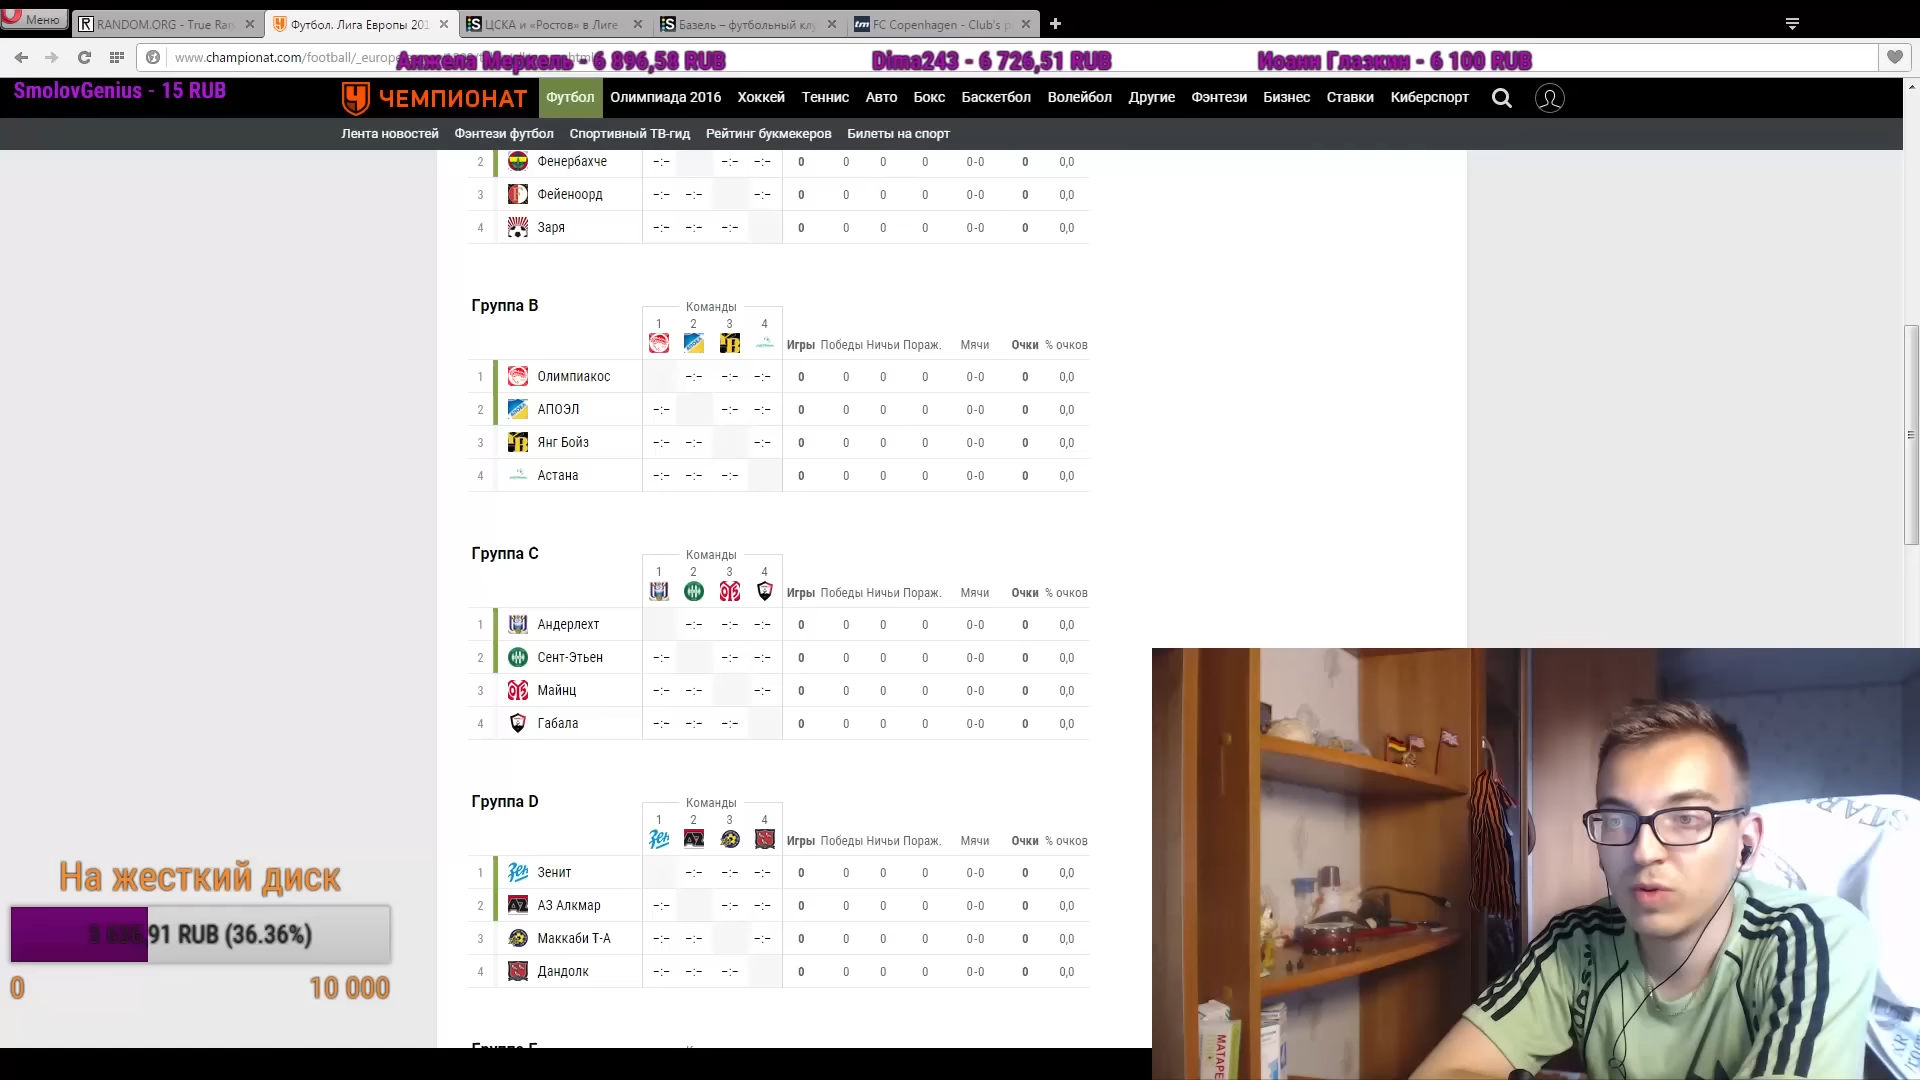 Меню
RANDOM.ORG - True Ran
Футбол. Лига Европы 201
ЦСКА и «Ростов» в Лиге
Базель – футбольный клу
FC Copenhagen - Club's p
www.championat.com/football/_europe
Анжела Меркель - 6 896,58 RUB
Dima243 - 6 726,51 RUB
Иоанн Глазкин - 6 100 RUB
SmolovGenius - 15 RUB
ЧЕМПИОНАТ
Футбол Олимпиада 2016 Хоккей Теннис Авто Бокс Баскетбол Волейбол Другие Фэнтези Бизнес Ставки Киберспорт
Лента новостей Фэнтези футбол Спортивный ТВ-гид Рейтинг букмекеров Билеты на спорт
2 Фенербахче –:– –:– –:– 0 0 0 0 0-0 0 0,0
3 Фейеноорд –:– –:– –:– 0 0 0 0 0-0 0 0,0
4 Заря –:– –:– –:– 0 0 0 0 0-0 0 0,0
Группа B
Команды
1 2 3 4
Игры Победы Ничьи Пораж. Мячи Очки % очков
1 Олимпиакос –:– –:– –:– 0 0 0 0 0-0 0 0,0
2 АПОЭЛ –:– –:– –:– 0 0 0 0 0-0 0 0,0
3 Янг Бойз –:– –:– –:– 0 0 0 0 0-0 0 0,0
4 Астана –:– –:– –:– 0 0 0 0 0-0 0 0,0
Группа C
Команды
1 2 3 4
Игры Победы Ничьи Пораж. Мячи Очки % очков
1 Андерлехт –:– –:– –:– 0 0 0 0 0-0 0 0,0
2 Сент-Этьен –:– –:– –:– 0 0 0 0 0-0 0 0,0
3 Майнц –:– –:– –:– 0 0 0 0 0-0 0 0,0
4 Габала –:– –:– –:– 0 0 0 0 0-0 0 0,0
Группа D
Команды
1 2 3 4
Игры Победы Ничьи Пораж. Мячи Очки % очков
1 Зенит –:– –:– –:– 0 0 0 0 0-0 0 0,0
2 АЗ Алкмар –:– –:– –:– 0 0 0 0 0-0 0 0,0
3 Маккаби Т-А –:– –:– –:– 0 0 0 0 0-0 0 0,0
4 Дандолк –:– –:– –:– 0 0 0 0 0-0 0 0,0
На жесткий диск
3 636,91 RUB (36.36%)
0 10 000